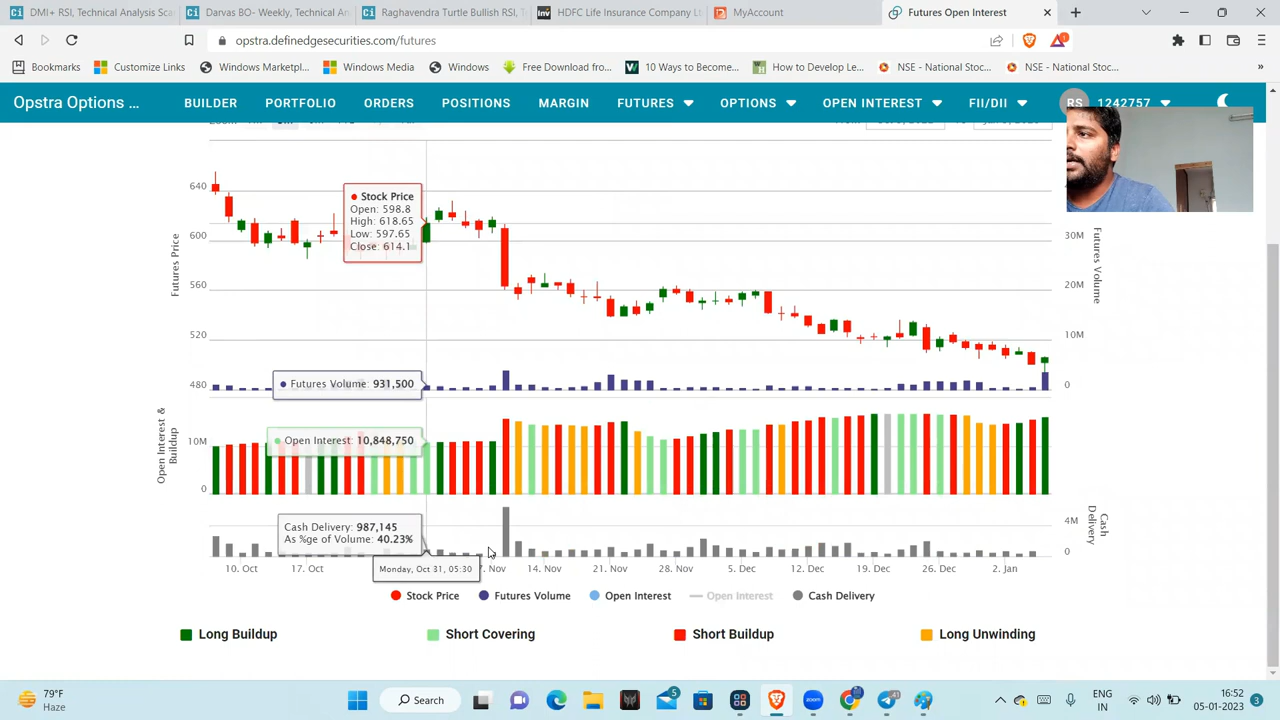 DMI+ RSI, Technical Analysis Sca
Darvas BO- Weekly, Technical An
Raghavendra Turtle Bullish RSI, T
HDFC Life Insurance Company Lt
MyAccount
Futures Open Interest
opstra.definedgesecurities.com/futures
Bookmarks
Customize Links
Windows Marketpl...
Windows Media
Windows
Free Download from...
10 Ways to Become...
How to Develop Le...
NSE - National Stoc...
NSE - National Stoc...
Opstra Options ...
BUILDER
PORTFOLIO
ORDERS
POSITIONS
MARGIN
FUTURES
OPTIONS
OPEN INTEREST
FII/DII
RS
1242757
640
600
560
520
480
Futures Price
Stock Price
Open: 598.8
High: 618.65
Low: 597.65
Close: 614.1
30M
20M
10M
0
Futures Volume
Futures Volume: 931,500
Open Interest &
Buildup
10M
0
Open Interest: 10,848,750
Cash Delivery: 987,145
As %ge of Volume: 40.23%
4M
0
Cash
Delivery
Monday, Oct 31, 05:30
10. Oct
17. Oct
7. Nov
14. Nov
21. Nov
28. Nov
5. Dec
12. Dec
19. Dec
26. Dec
2. Jan
Stock Price
Futures Volume
Open Interest
Open Interest
Cash Delivery
Long Buildup
Short Covering
Short Buildup
Long Unwinding
79°F
Haze
Search
5
41
ENG
IN
16:52
05-01-2023